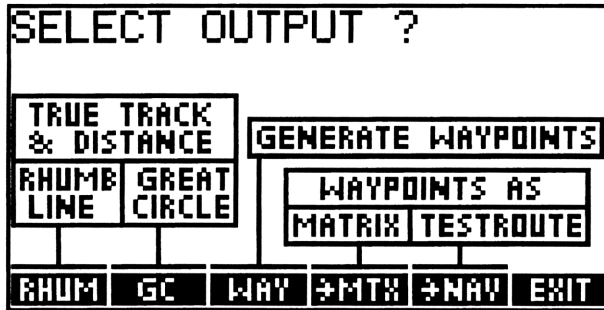 SELECT OUTPUT ?
TRUE TRACK
& DISTANCE
GENERATE WAYPOINTS
RHUMB
LINE
GREAT
CIRCLE
WAYPOINTS AS
MATRIX
TESTROUTE
RHUM
GC
WAY
→MTX
→NAV
EXIT